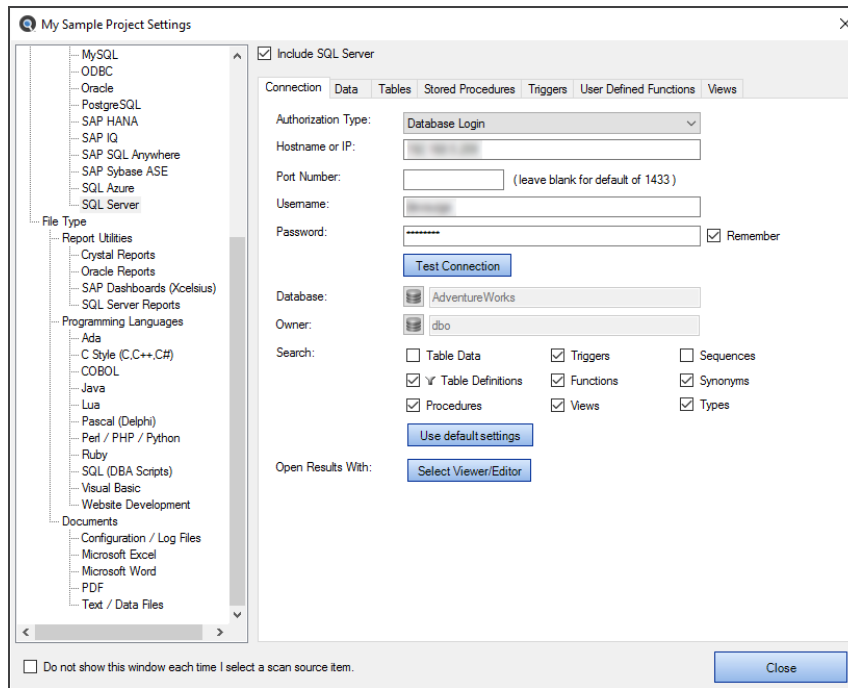 My Sample Project Settings
MySQL
ODBC
Oracle
PostgreSQL
SAP HANA
SAP IQ
SAP SQL Anywhere
SAP Sybase ASE
SQL Azure
SQL Server
File Type
Report Utilities
Crystal Reports
Oracle Reports
SAP Dashboards (Xcelsius)
SQL Server Reports
Programming Languages
Ada
C Style (C,C++,C#)
COBOL
Java
Lua
Pascal (Delphi)
Perl / PHP / Python
Ruby
SQL (DBA Scripts)
Visual Basic
Website Development
Documents
Configuration / Log Files
Microsoft Excel
Microsoft Word
PDF
Text / Data Files
Include SQL Server
Connection Data Tables Stored Procedures Triggers User Defined Functions Views
Authorization Type: Database Login
Hostname or IP:
Port Number: (leave blank for default of 1433 )
Username:
Password: ******** Remember
Test Connection
Database: AdventureWorks
Owner: dbo
Search: Table Data Triggers Sequences
Table Definitions Functions Synonyms
Procedures Views Types
Use default settings
Open Results With: Select Viewer/Editor
Do not show this window each time I select a scan source item.
Close